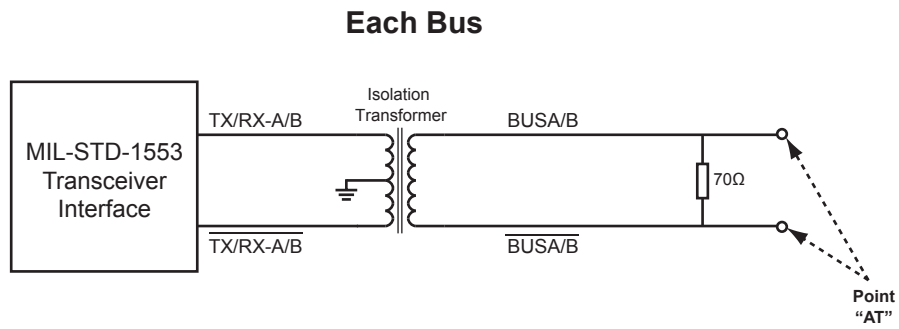 Each Bus
MIL-STD-1553
Transceiver
Interface
TX/RX-A/B
Isolation
Transformer
BUSA/B
70Ω
TX/RX-A/B
BUSA/B
Point
“AT”